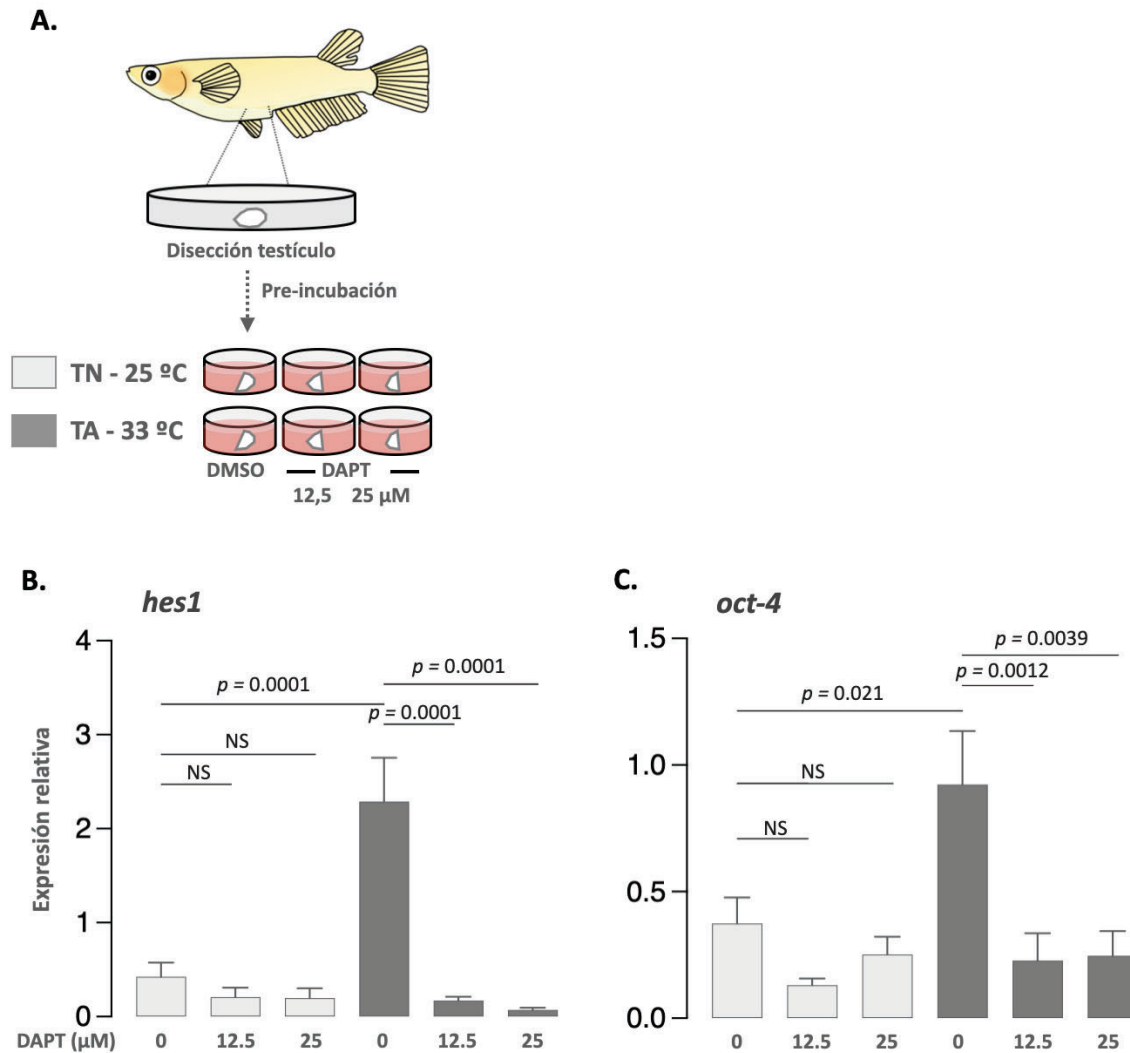 A.
Disección testículo
Pre-incubación
TN - 25 ºC
TA - 33 ºC
DMSO DAPT
12,5 25 µM
B.
hes1
Expresión relativa
4
3
2
1
0
p = 0.0001
p = 0.0001
p = 0.0001
NS
NS
DAPT (µM) 0 12.5 25 0 12.5 25
C.
oct-4
1.5
1.0
0.5
0.0
p = 0.0039
p = 0.0012
p = 0.021
NS
NS
0 12.5 25 0 12.5 25